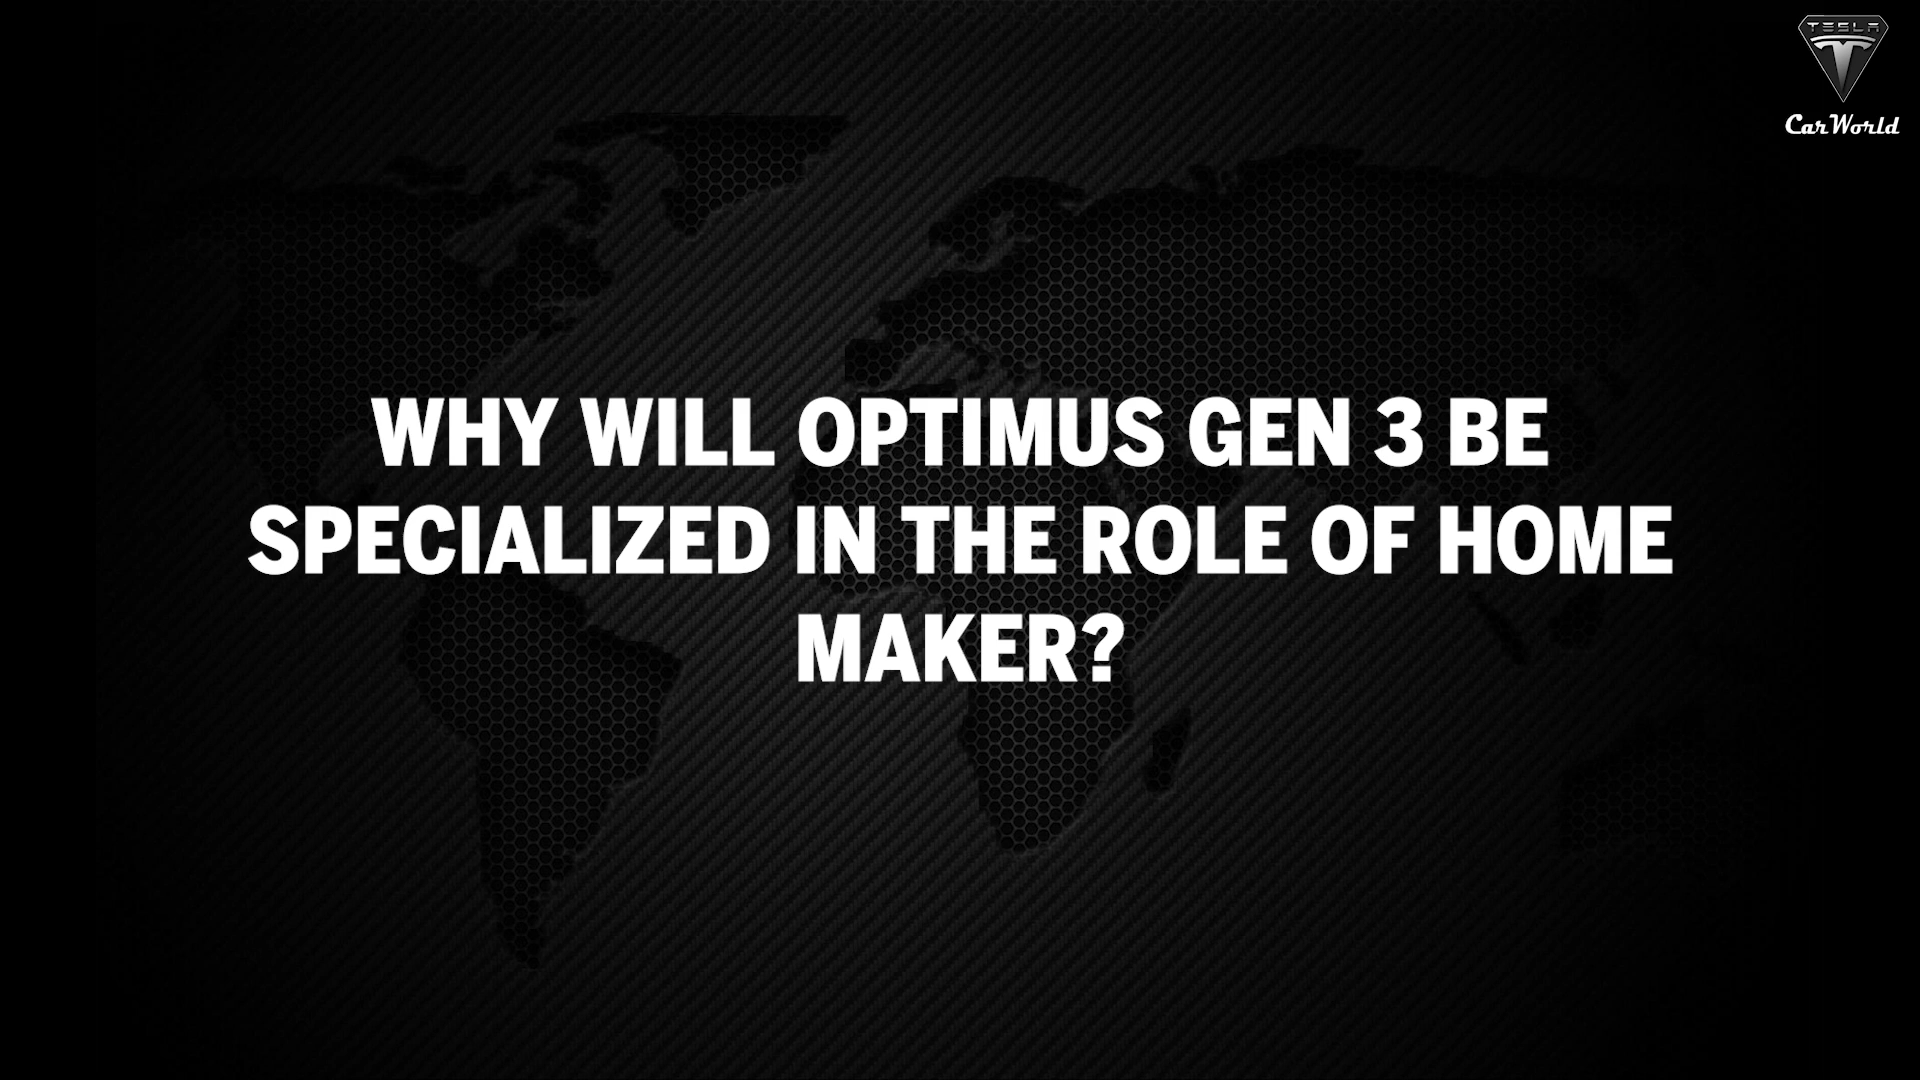 TESLA
CarWorld
WHY WILL OPTIMUS GEN 3 BE
SPECIALIZED IN THE ROLE OF HOME
MAKER?